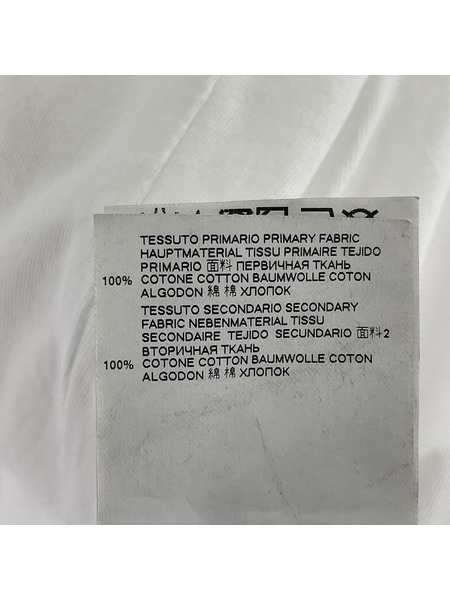 TESSUTO PRIMARIO PRIMARY FABRIC
HAUPTMATERIAL TISSU PRIMAIRE TEJIDO
PRIMARIO 面料 ПЕРВИЧНАЯ ТКАНЬ
100% COTONE COTTON BAUMWOLLE COTON
ALGODON 綿 棉 ХЛОПОК
TESSUTO SECONDARIO SECONDARY
FABRIC NEBENMATERIAL TISSU
SECONDAIRE TEJIDO SECUNDARIO 面料2
ВТОРИЧНАЯ ТКАНЬ
100% COTONE COTTON BAUMWOLLE COTON
ALGODON 綿 棉 ХЛОПОК